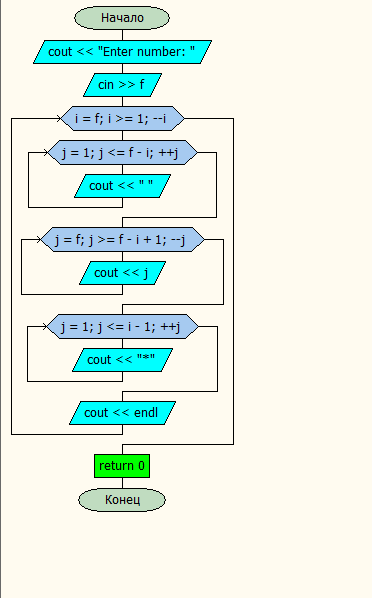 Начало
cout << "Enter number: "
cin >> f
i = f; i >= 1; --i
j = 1; j <= f - i; ++j
cout << " "
j = f; j >= f - i + 1; --j
cout << j
j = 1; j <= i - 1; ++j
cout << "*"
cout << endl
return 0
Конец